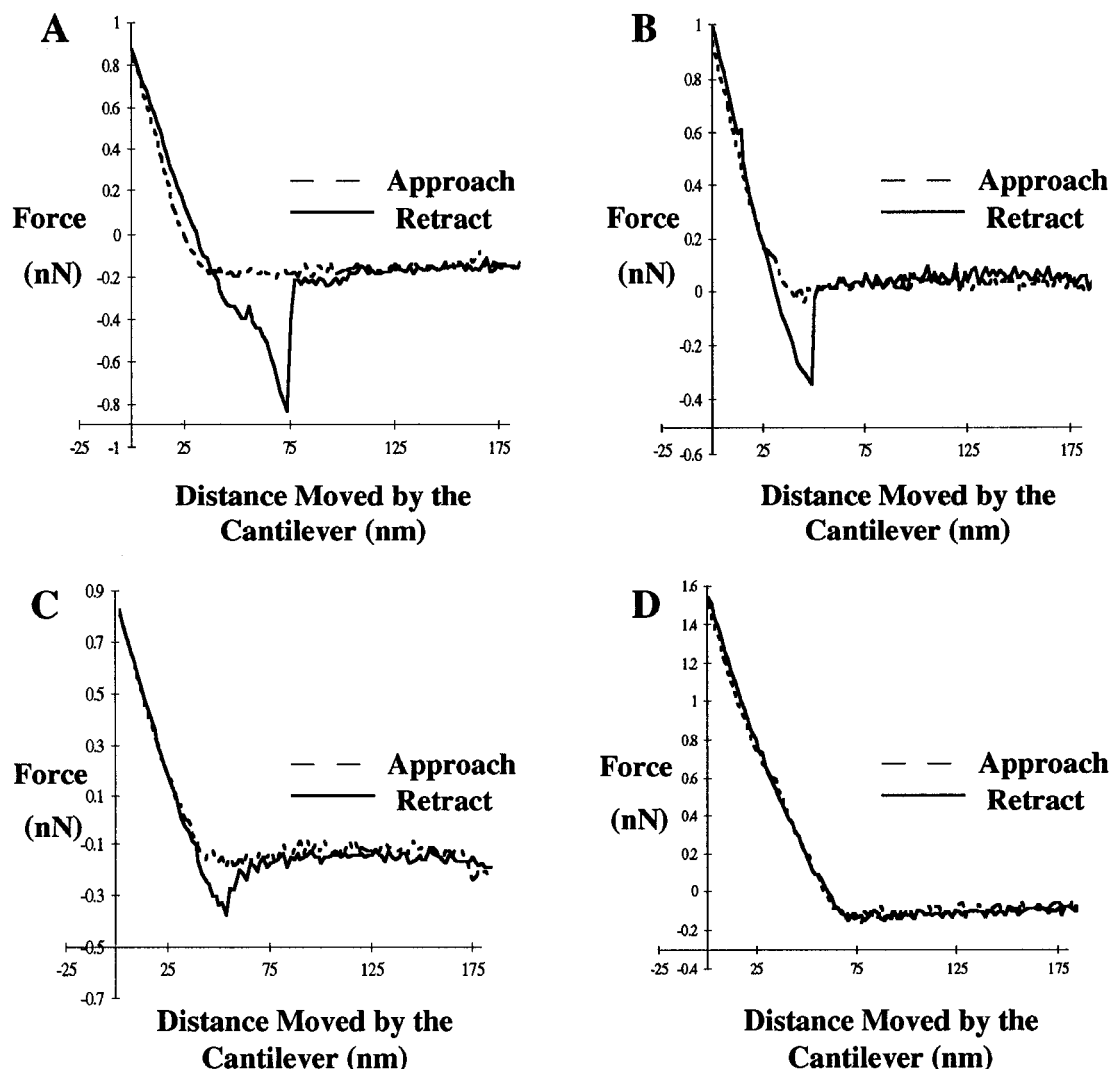 A
1
0.8
0.6
0.4
0.2
0
-0.2
-0.4
-0.6
-0.8
-1
Force
(nN)
Approach
Retract
-25
25
75
125
175
Distance Moved by the
Cantilever (nm)
B
1
0.8
0.6
0.4
0.2
0
-0.2
-0.4
-0.6
Force
(nN)
Approach
Retract
-25
25
75
125
175
Distance Moved by the
Cantilever (nm)
C
0.9
0.7
0.5
0.3
0.1
-0.1
-0.3
-0.5
-0.7
Force
(nN)
Approach
Retract
-25
25
75
125
175
Distance Moved by the
Cantilever (nm)
D
1.6
1.4
1.2
1
0.8
0.6
0.4
0.2
0
-0.2
-0.4
Force
(nN)
Approach
Retract
-25
25
75
125
175
Distance Moved by the
Cantilever (nm)